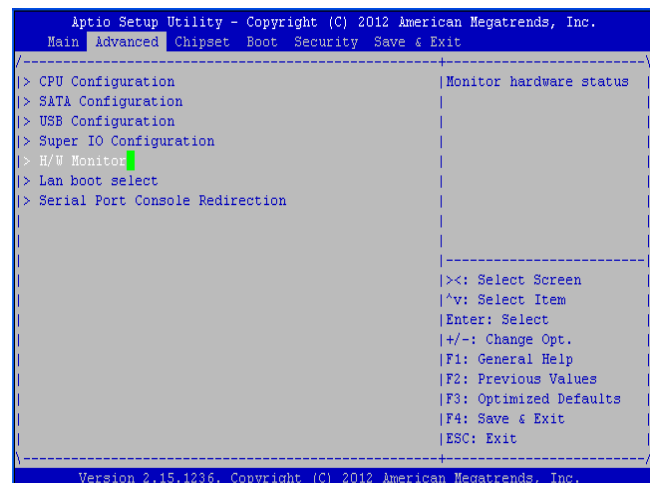 Aptio Setup Utility - Copyright (C) 2012 American Megatrends, Inc.
Main Advanced Chipset Boot Security Save & Exit
/------------------------------------------------------+------------------------\
|> CPU Configuration |Monitor hardware status |
|> SATA Configuration | |
|> USB Configuration | |
|> Super IO Configuration | |
|> H/W Monitor | |
|> Lan boot select | |
|> Serial Port Console Redirection | |
| | |
| | |
| |------------------------|
| |><: Select Screen |
| |^v: Select Item |
| |Enter: Select |
| |+/-: Change Opt. |
| |F1: General Help |
| |F2: Previous Values |
| |F3: Optimized Defaults |
| |F4: Save & Exit |
| |ESC: Exit |
\------------------------------------------------------+------------------------/
Version 2.15.1236. Copyright (C) 2012 American Megatrends, Inc.